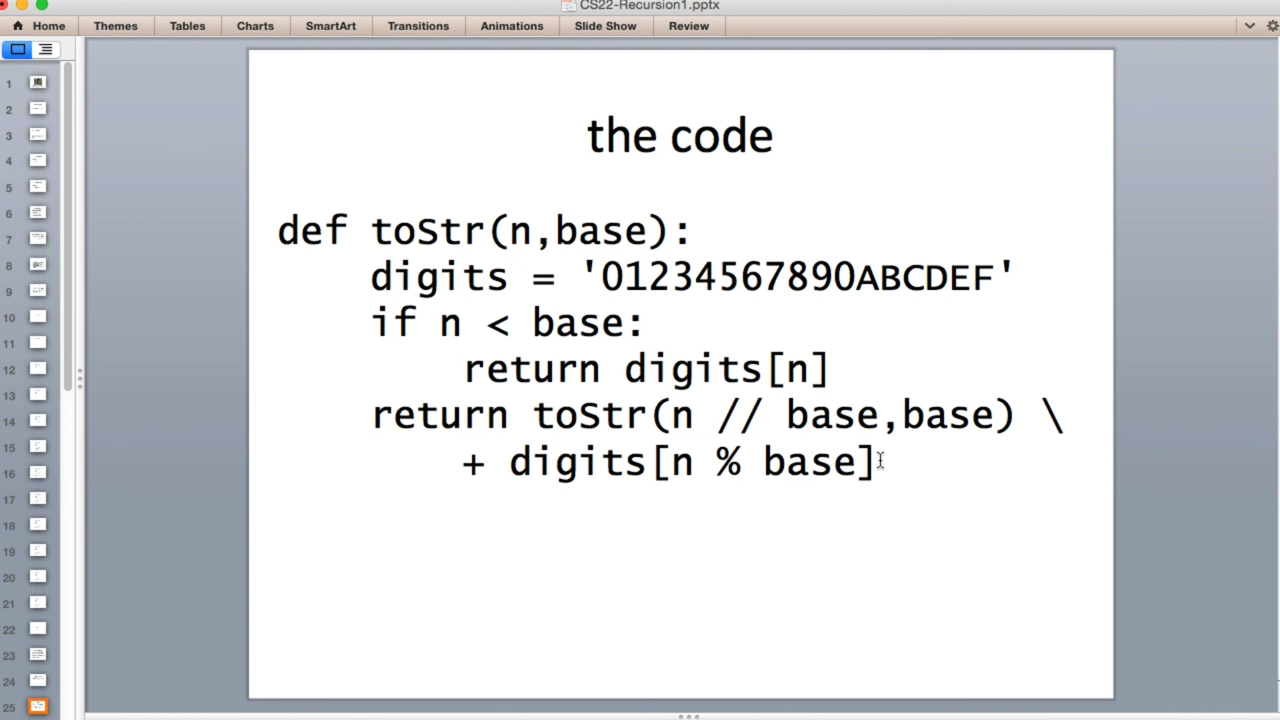 CS22-Recursion1.pptx
Home Themes Tables Charts SmartArt Transitions Animations Slide Show Review
1
2
3
4
5
6
7
8
9
10
11
12
13
14
15
16
17
18
19
20
21
22
23
24
25
the code
def toStr(n,base):
digits = '01234567890ABCDEF'
if n < base:
return digits[n]
return toStr(n // base,base) \
+ digits[n % base]